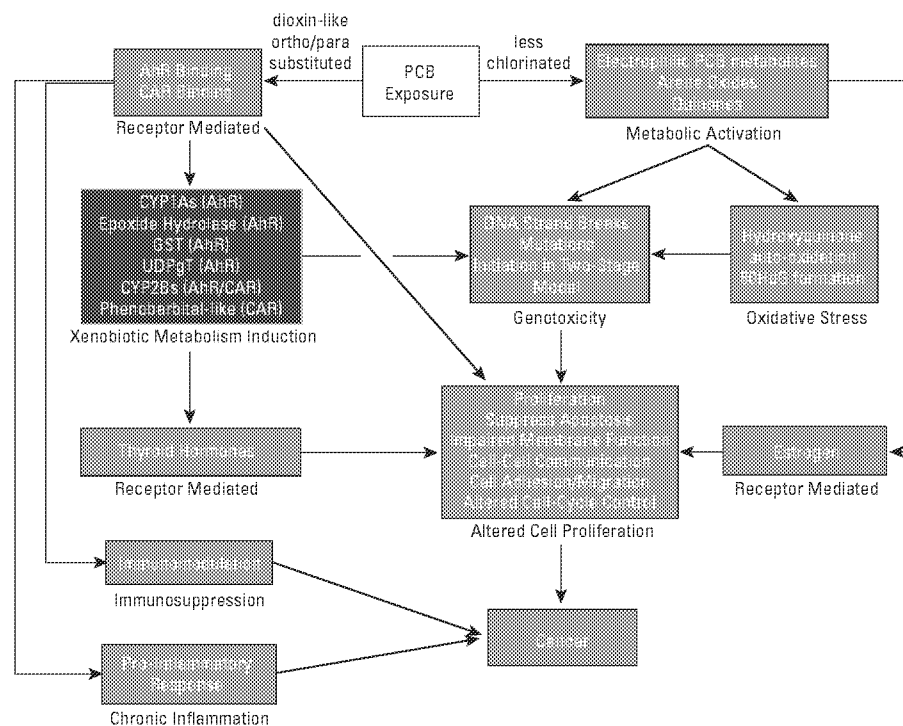 dioxin-like
ortho/para
substituted
PCB
Exposure
less
chlorinated
AhR Binding
CAR Binding
Receptor Mediated
Electrophilic PCB Metabolites
Arene Oxides
Quinones
Metabolic Activation
CYP1As (AhR)
Epoxide Hydrolase (AhR)
GST (AhR)
UDPgT (AhR)
CYP2Bs (AhR/CAR)
Phenobarbital-like (CAR)
Xenobiotic Metabolism Induction
DNA Strand Breaks
Mutations
Initiation in Two-Stage
Model
Genotoxicity
Hydroxyquinone
auto-oxidation
formation
Oxidative Stress
Thyroid Hormones
Receptor Mediated
Proliferation
Suppress Apoptosis
Impaired Membrane Function
Cell-Cell Communication
Cell Adhesion/Migration
Altered Cell-Cycle Control
Altered Cell Proliferation
Estrogen
Receptor Mediated
Immunosuppression
Pro-inflammatory
Response
Chronic Inflammation
Cancer